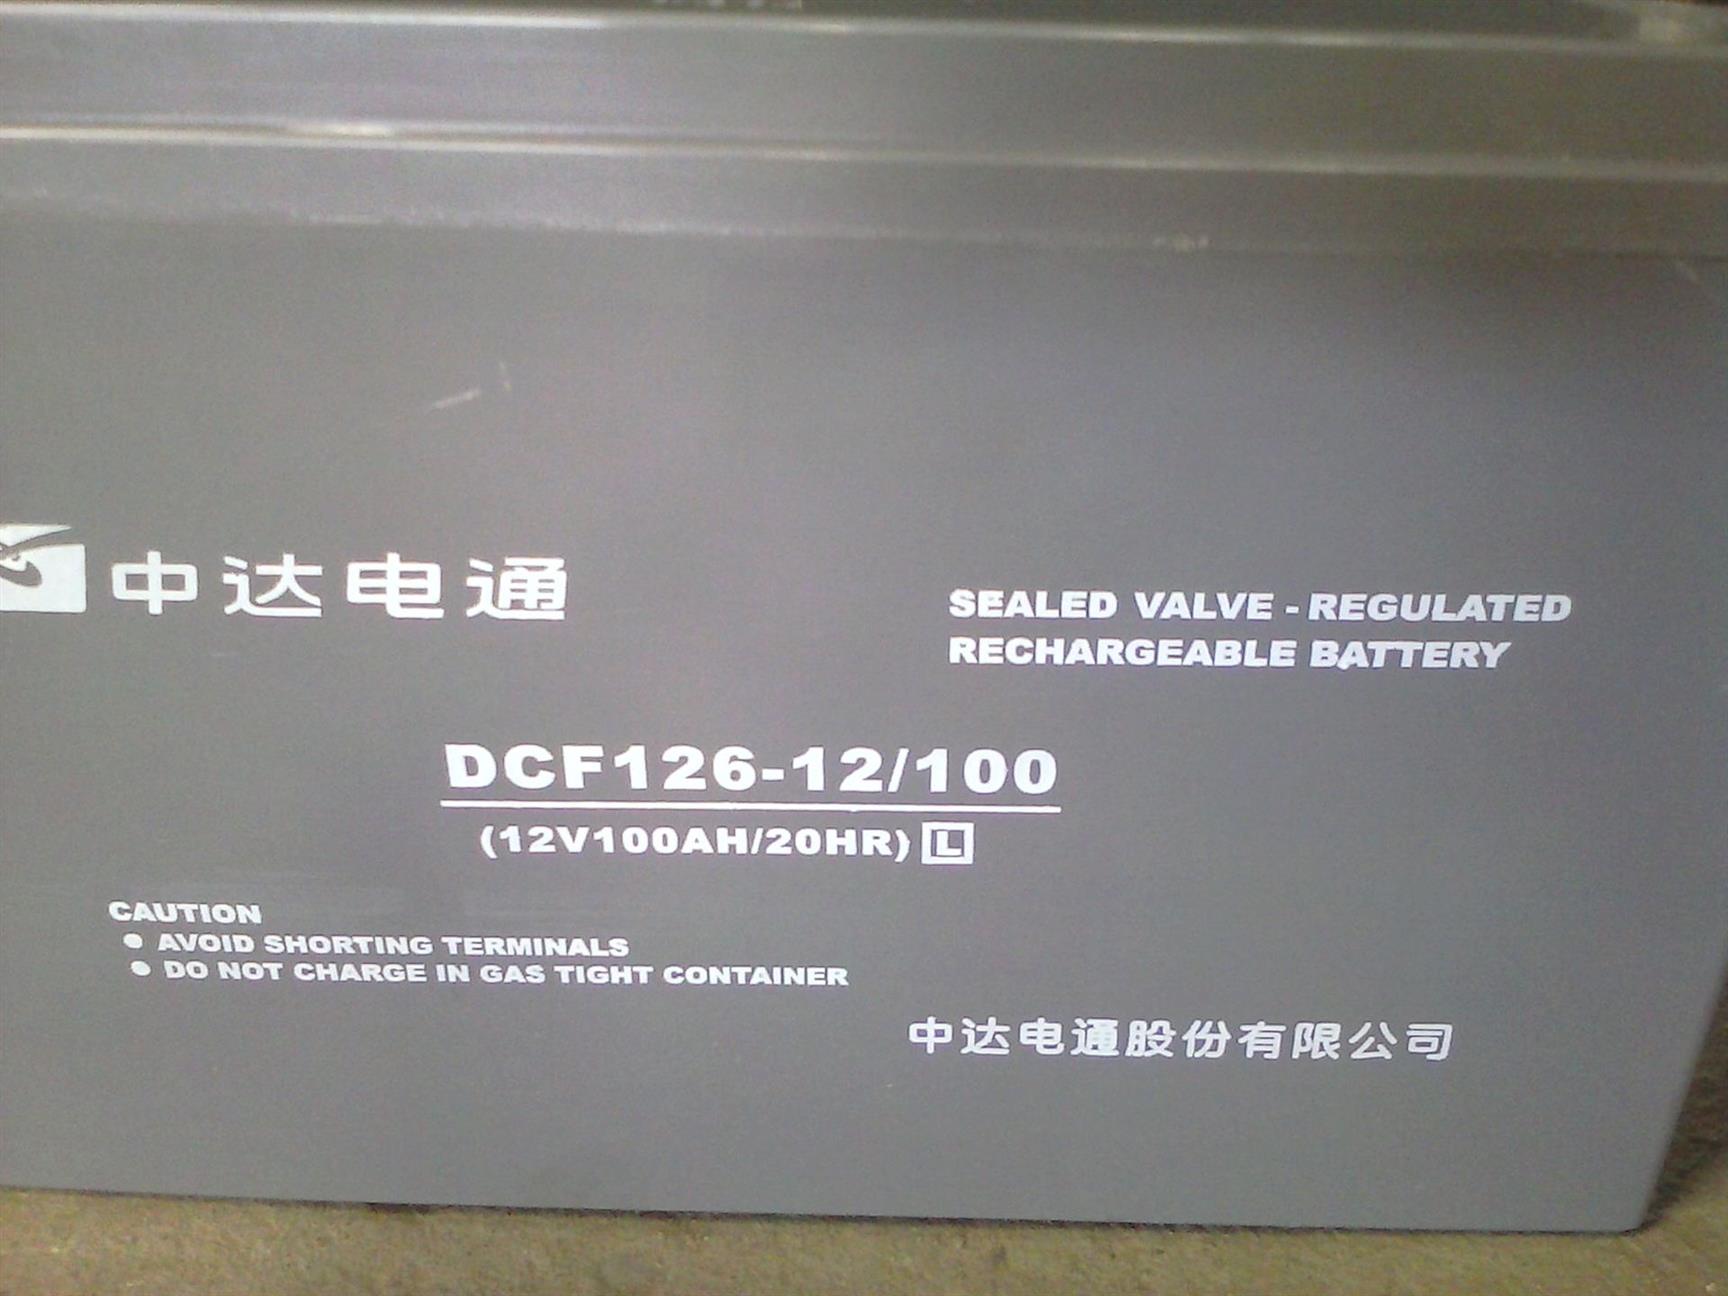 中达电通
SEALED VALVE - REGULATED
RECHARGEABLE BATTERY
DCF126-12/100
(12V100AH/20HR) L
CAUTION
● AVOID SHORTING TERMINALS
● DO NOT CHARGE IN GAS TIGHT CONTAINER
中达电通股份有限公司